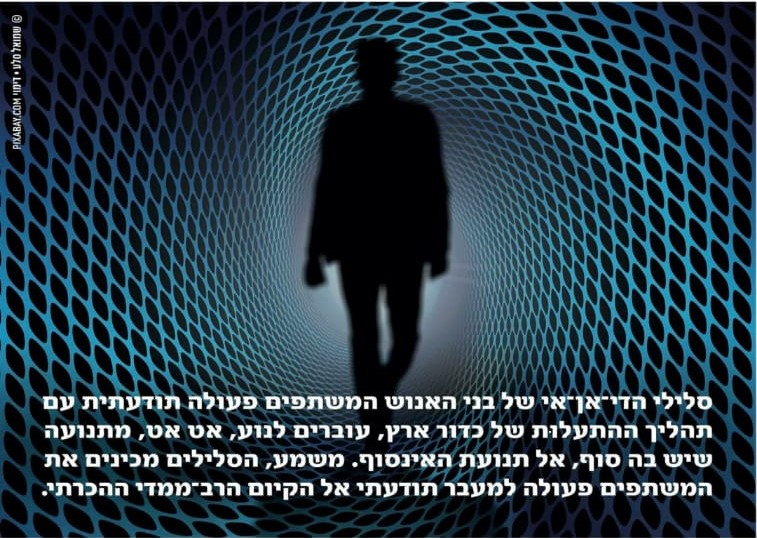 © שמואל סלע • דימוי PIXABAY.COM
סלילי הדי־אן־אי של בני האנוש המשתפים פעולה תודעתית עם
תהליך ההתעלוּת של כדור ארץ, עוברים לנוע, אט אט, מתנועה
שיש בה סוף, אל תנועת האינסוף. משמע, הסלילים מכינים את
המשתפים פעולה למעבר תודעתי אל הקיום הרב־ממדי ההכרתי.